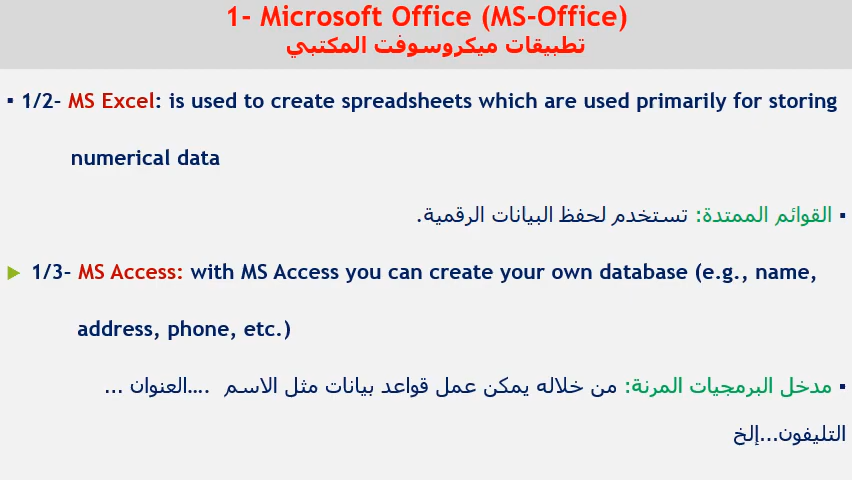 1- Microsoft Office (MS-Office)
تطبيقات ميكروسوفت المكتبي
▪ 1/2- MS Excel: is used to create spreadsheets which are used primarily for storing
numerical data
▪ القوائم الممتدة: تستخدم لحفظ البيانات الرقمية.
► 1/3- MS Access: with MS Access you can create your own database (e.g., name,
address, phone, etc.)
▪ مدخل البرمجيات المرنة: من خلاله يمكن عمل قواعد بيانات مثل الاسم ....العنوان ...
التليفون...إلخ